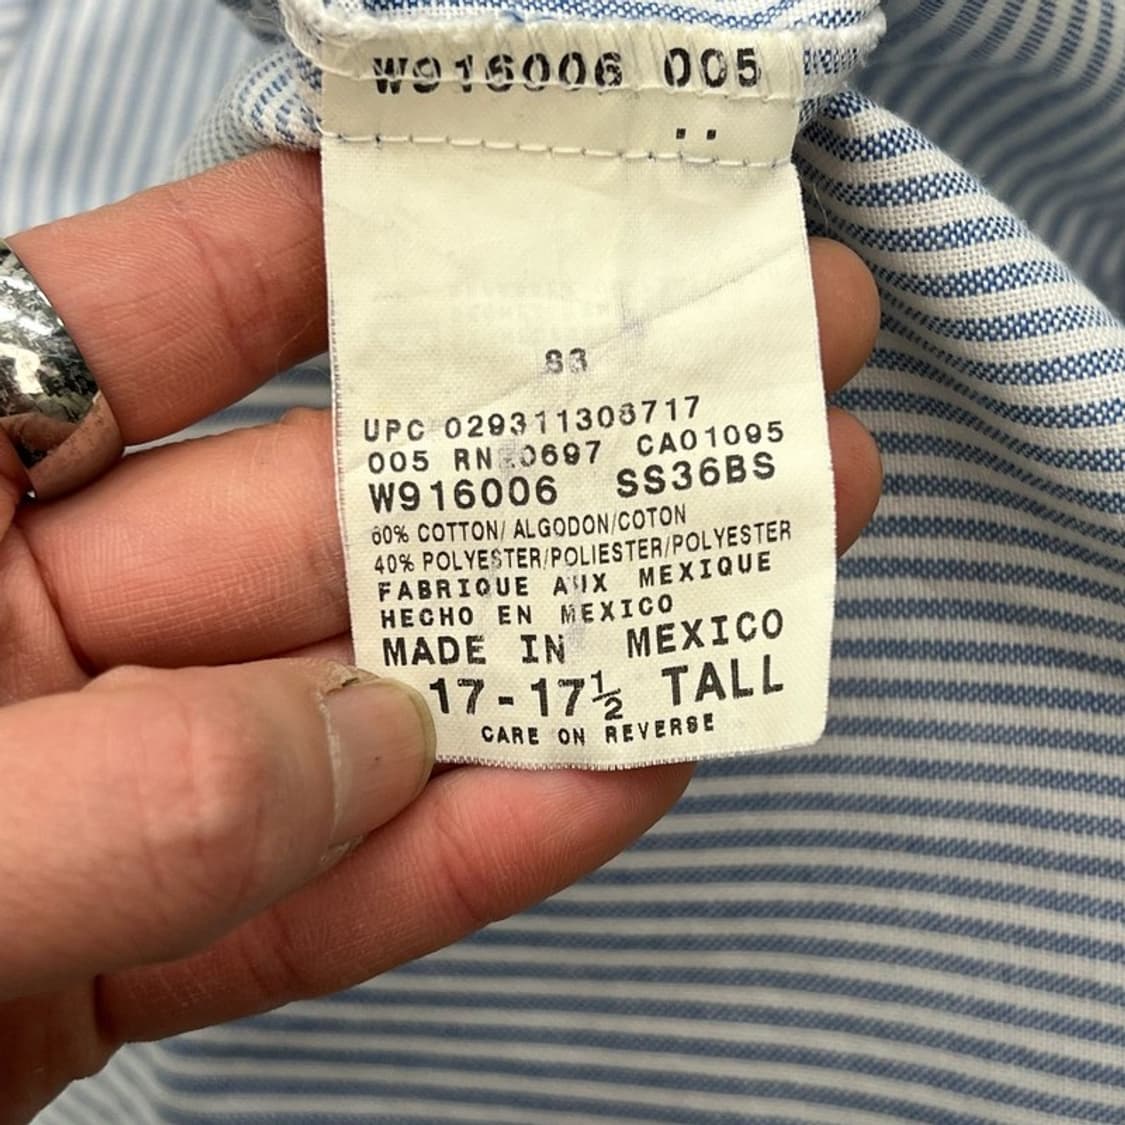 W916006 005
83
UPC 029311308717
005 RN 0697 CA01095
W916006 SS36BS
60% COTTON/ ALGODON/COTON
40% POLYESTER/POLIESTER/POLYESTER
FABRIQUE AUX MEXIQUE
HECHO EN MEXICO
MADE IN MEXICO
17-17½ TALL
CARE ON REVERSE